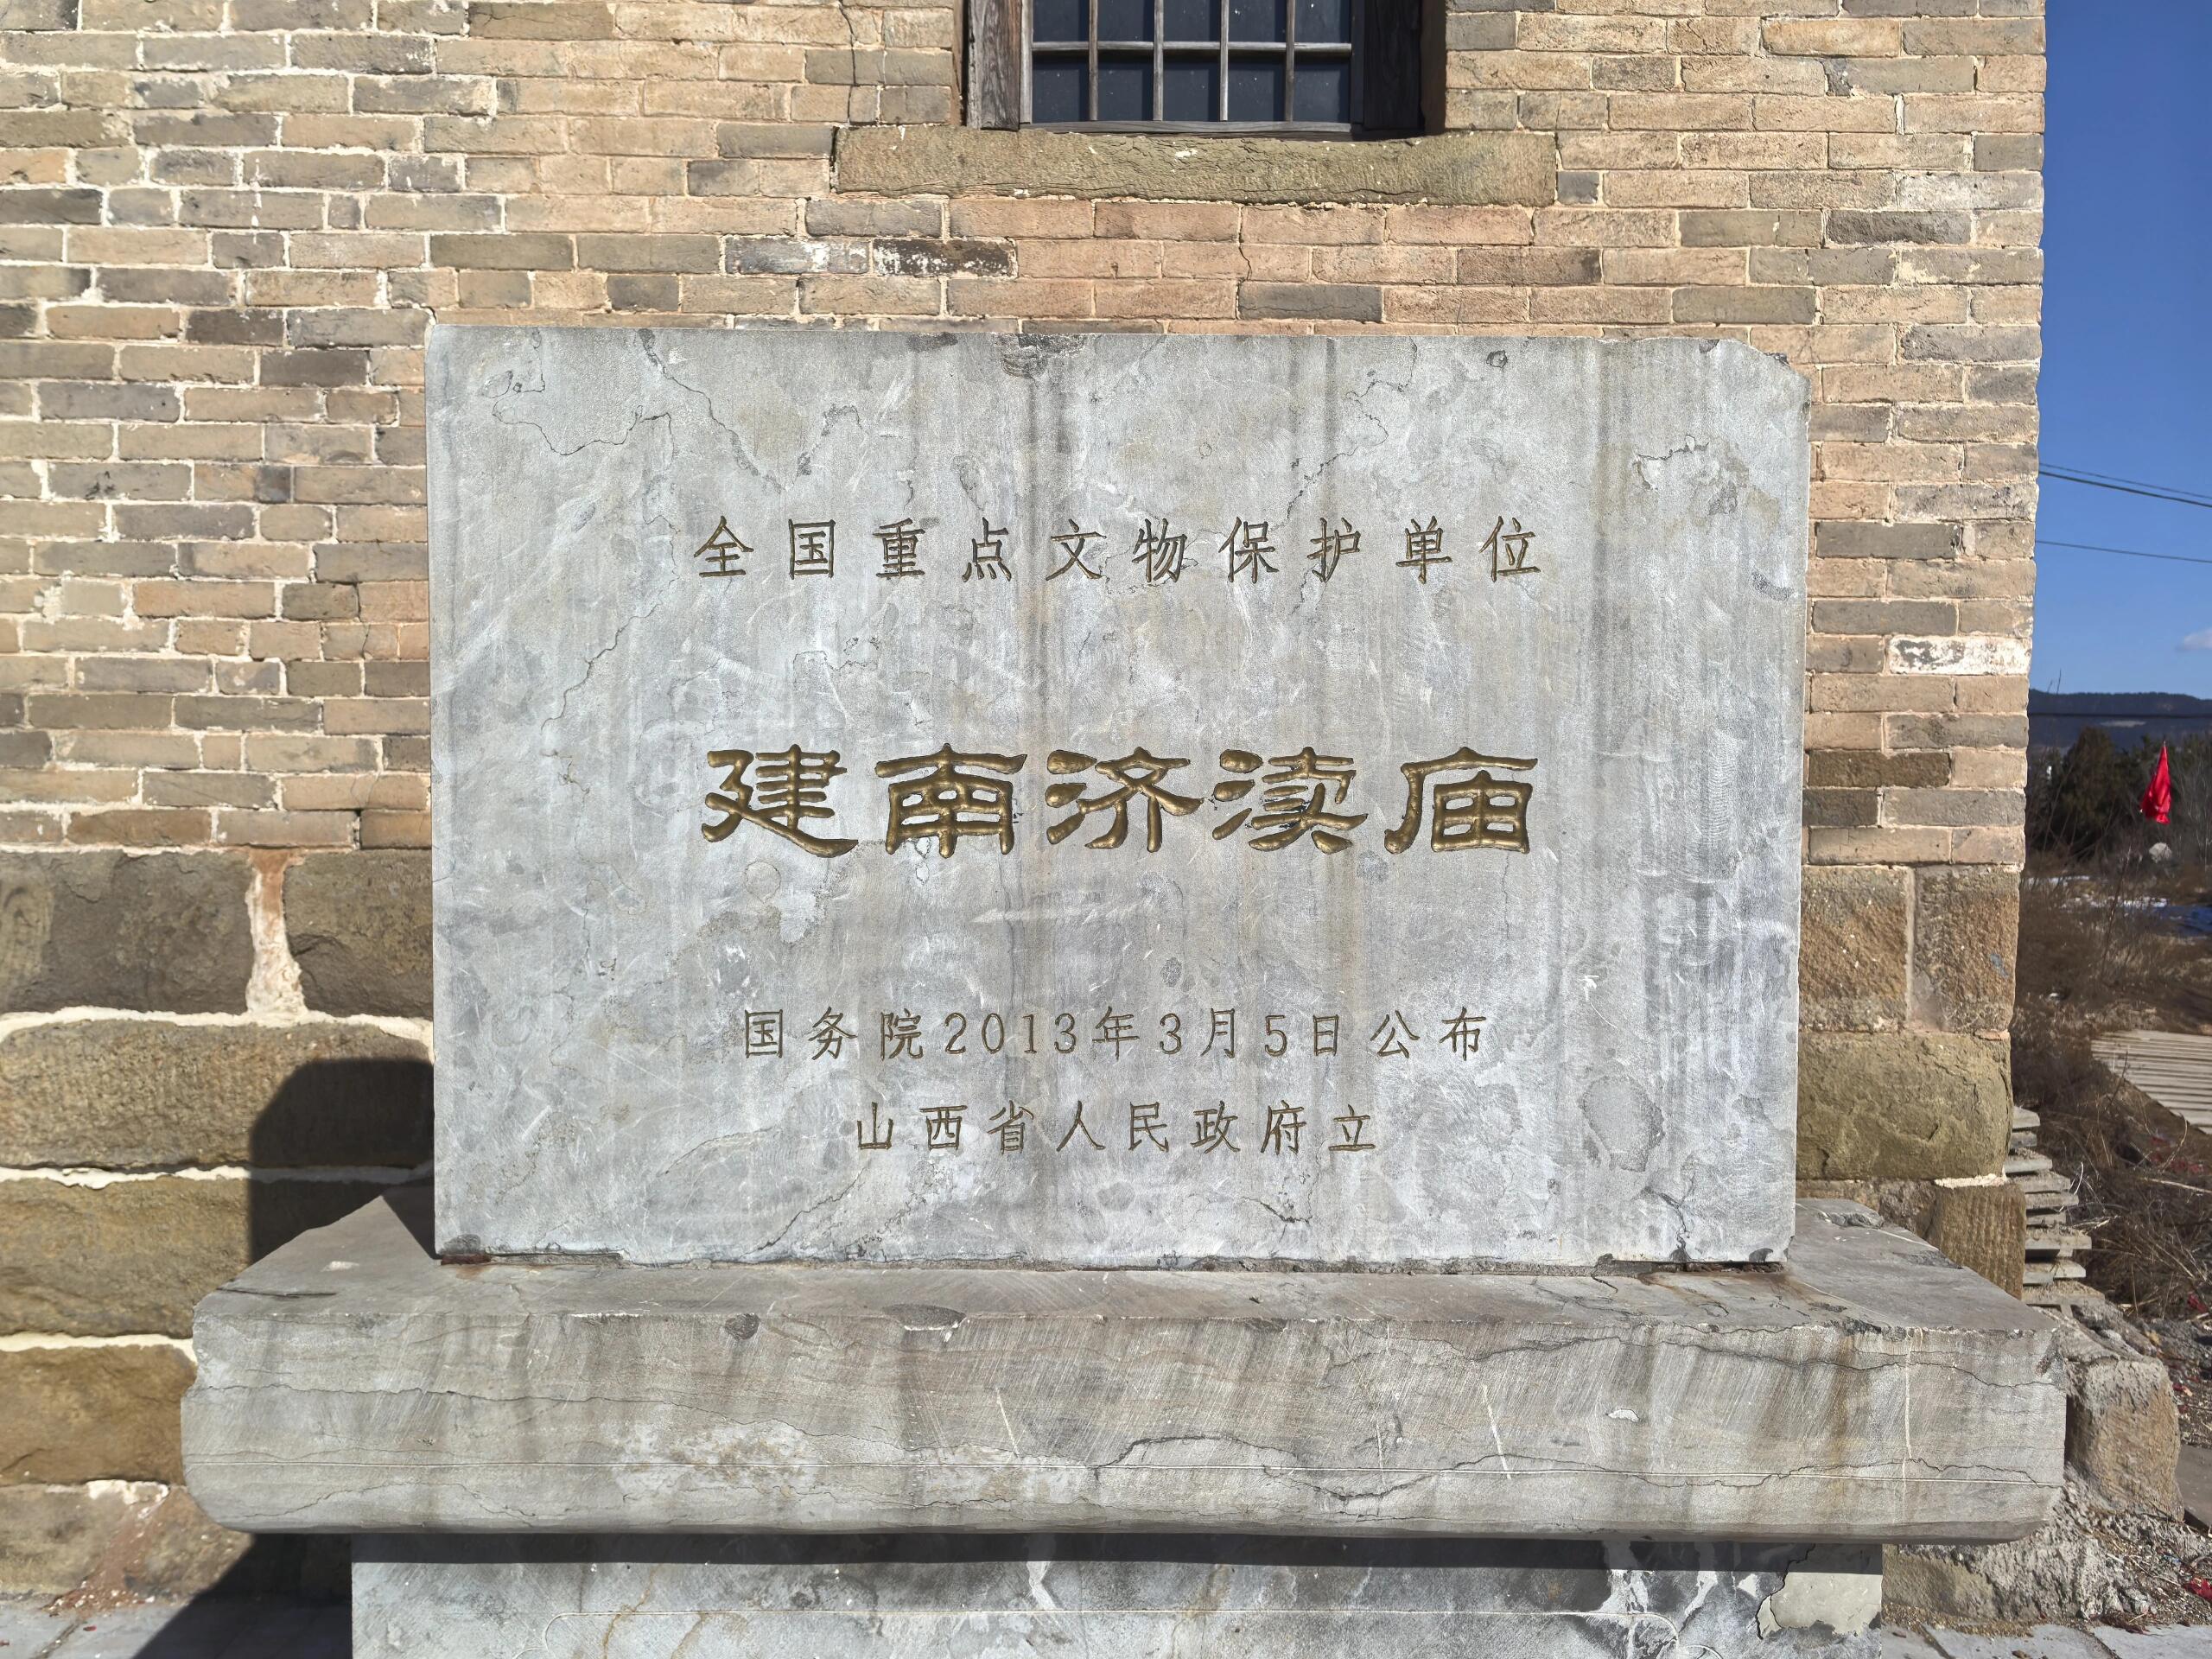 全国重点文物保护单位
建南济渎庙
国务院2013年3月5日公布
山西省人民政府立